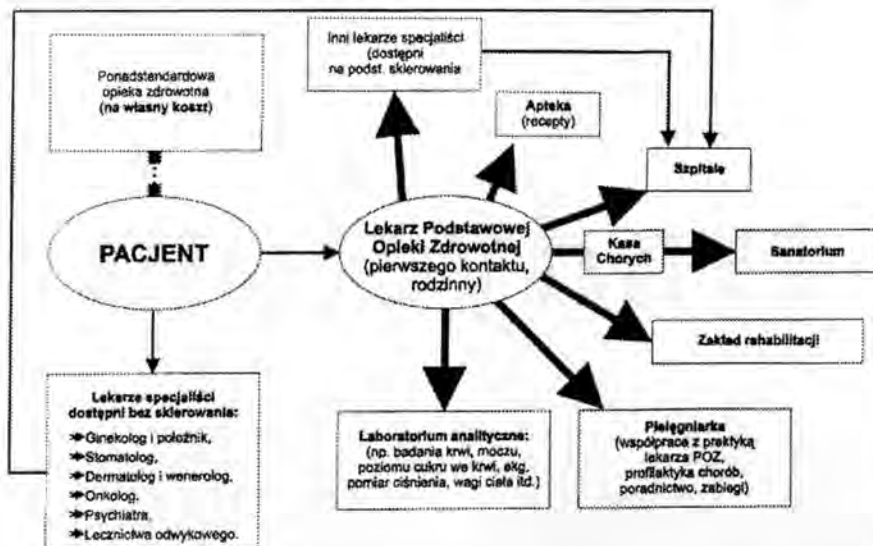 Ponadstandardowa
opieka zdrowotna
(na własny koszt)
Inni lekarze specjaliści
(dostępni
na podst. skierowania
Apteka
(recepty)
Szpitale
PACJENT
Lekarz Podstawowej
Opieki Zdrowotnej
(pierwszego kontaktu,
rodzinny)
Kasa
Chorych
Sanatorium
Zakład rehabilitacji
Lekarze specjaliści
dostępni bez skierowania:
Ginekolog i położnik,
Stomatolog,
Dermatolog i wenerolog,
Onkolog,
Psychiatra,
Lecznictwa odwykowego.
Laboratorium analityczne:
(np. badania krwi, moczu,
poziomu cukru we krwi, ekg,
pomiar ciśnienia, wagi ciała itd.)
Pielęgniarka
(współpraca z praktyką
lekarza POZ,
profilaktyka chorób,
poradnictwo, zabiegi)